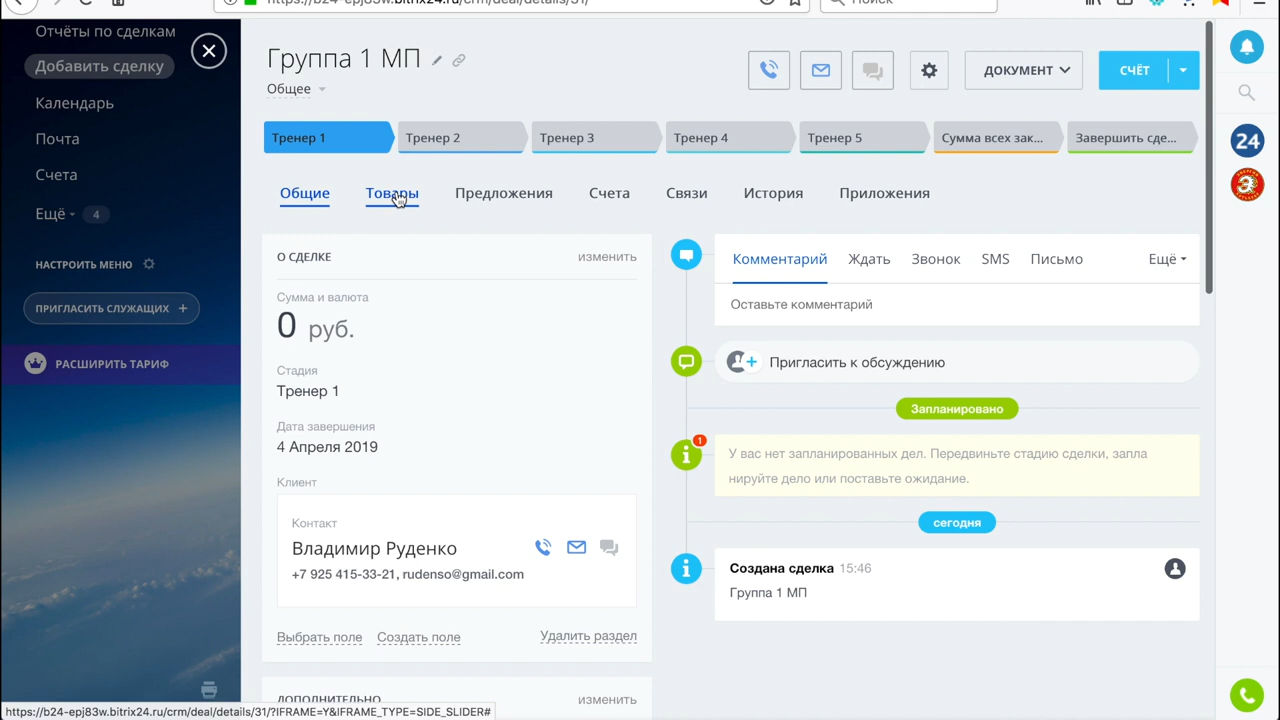 https://b24-epj83w.bitrix24.ru/crm/deal/details/31/
Поиск
Отчёты по сделкам
Добавить сделку
Календарь
Почта
Счета
Ещё 4
НАСТРОИТЬ МЕНЮ
ПРИГЛАСИТЬ СЛУЖАЩИХ +
РАСШИРИТЬ ТАРИФ
Группа 1 МП
Общее
ДОКУМЕНТ
СЧЁТ
Тренер 1
Тренер 2
Тренер 3
Тренер 4
Тренер 5
Сумма всех зак...
Завершить сде...
Общие
Товары
Предложения
Счета
Связи
История
Приложения
О СДЕЛКЕ
изменить
Сумма и валюта
0 руб.
Стадия
Тренер 1
Дата завершения
4 Апреля 2019
Клиент
Контакт
Владимир Руденко
+7 925 415-33-21, rudenso@gmail.com
Выбрать поле
Создать поле
Удалить раздел
ДОПОЛНИТЕЛЬНО
изменить
Комментарий
Ждать
Звонок
SMS
Письмо
Ещё
Оставьте комментарий
Пригласить к обсуждению
Запланировано
1
У вас нет запланированных дел. Передвиньте стадию сделки, запла
нируйте дело или поставьте ожидание.
сегодня
Создана сделка 15:46
Группа 1 МП
24
https://b24-epj83w.bitrix24.ru/crm/deal/details/31/?IFRAME=Y&IFRAME_TYPE=SIDE_SLIDER#